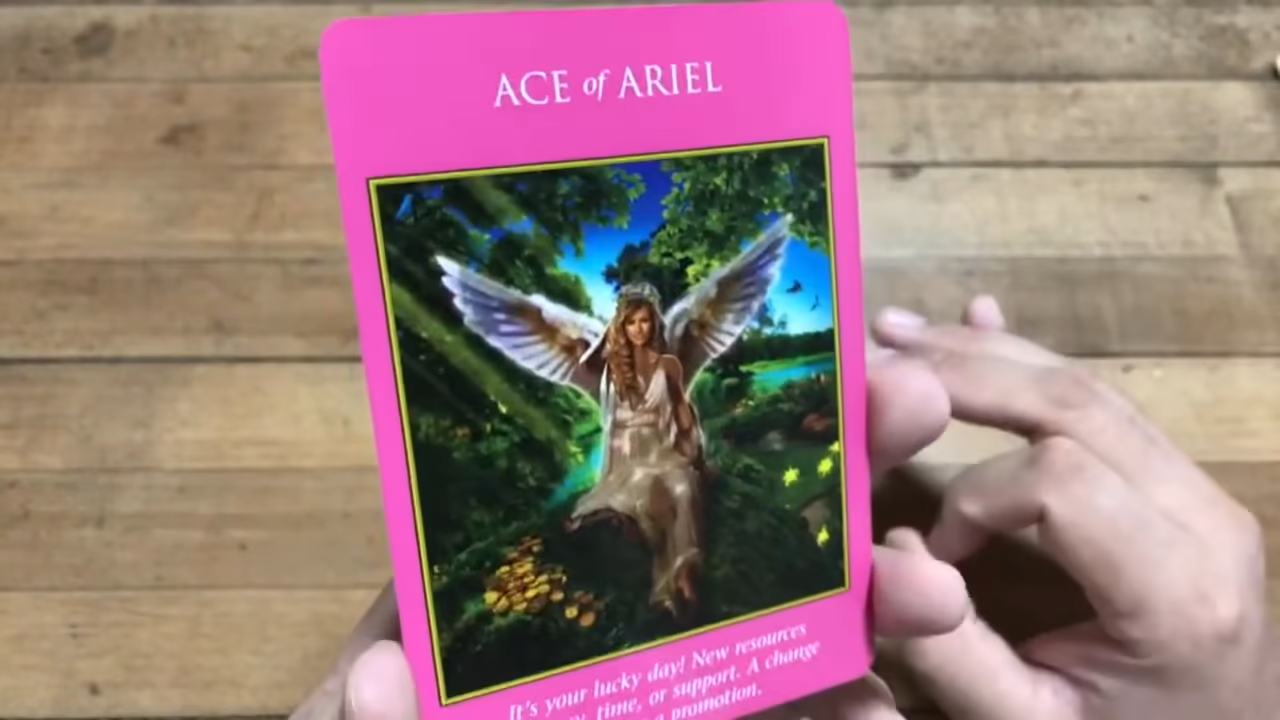 ACE of ARIEL
It's your lucky day! New resources
time, or support. A change
a promotion.